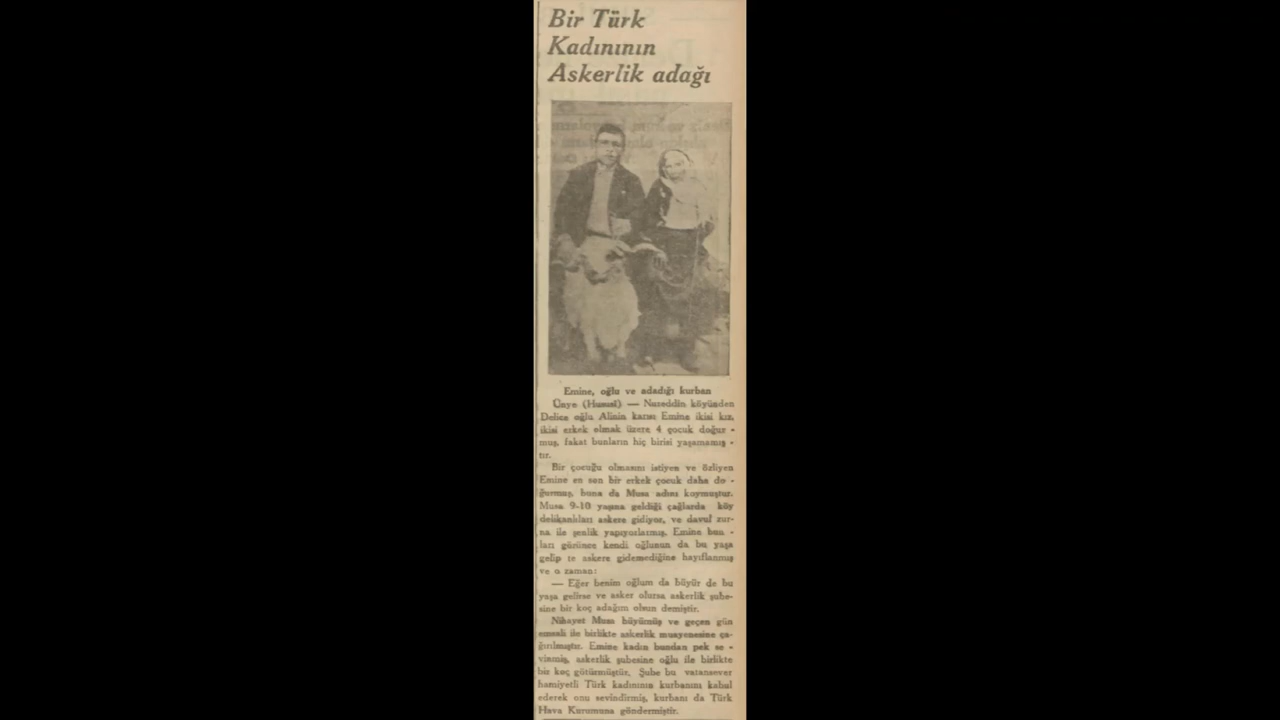 Bir Türk
Kadınının
Askerlik adağı
Emine, oğlu ve adadığı kurban
Ünye (Hususî) — Nureddin köyünden
Delice oğlu Alinin karısı Emine ikisi kız,
ikisi erkek olmak üzere 4 çocuk doğur -
muş, fakat bunların hiç birisi yaşamamış -
tır.
Bir çocuğu olmasını istiyen ve özliyen
Emine en son bir erkek çocuk daha do -
ğurmuş, buna da Musa adını koymuştur.
Musa 9-10 yaşına geldiği çağlarda köy
delikanlıları askere gidiyor, ve davul zur-
na ile şenlik yapıyorlarmış, Emine bun -
ları görünce kendi oğlunun da bu yaşa
gelip te askere gidemediğine hayıflanmış
ve o zaman:
— Eğer benim oğlum da büyür de bu
yaşa gelirse ve asker olursa askerlik şube-
sine bir koç adağım olsun demiştir.
Nihayet Musa büyümüş ve geçen gün
emsali ile birlikte askerlik muayenesine ça-
ğırılmıştır. Emine kadın bundan pek se -
vinmiş, askerlik şubesine oğlu ile birlikte
bir koç götürmüştür. Şube bu vatansever
hamiyetli Türk kadınının kurbanını kabul
ederek onu sevindirmiş, kurbanı da Türk
Hava Kurumuna göndermiştir.